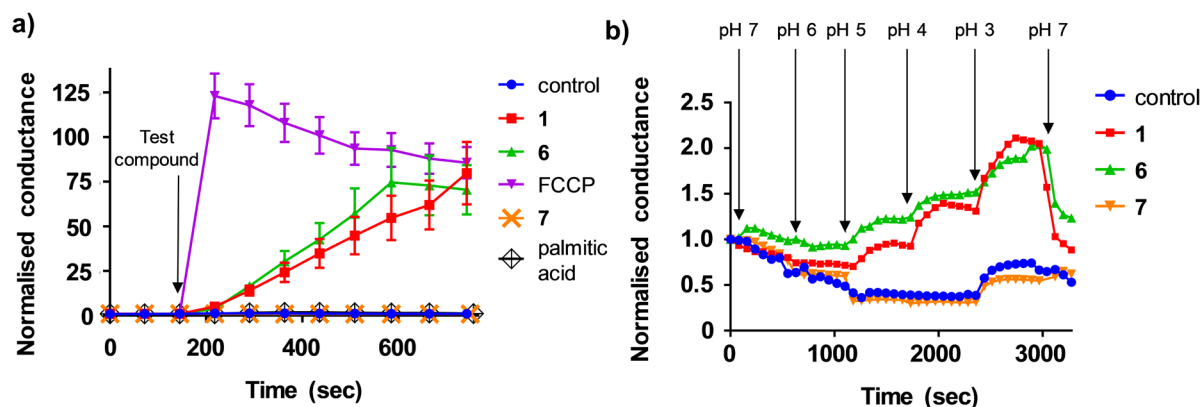 a)
Normalised conductance
125
100
75
50
25
0
Test
compound
0 200 400 600
Time (sec)
control
1
6
FCCP
7
palmitic
acid
b)
pH 7 pH 6 pH 5 pH 4 pH 3 pH 7
Normalised conductance
2.5
2.0
1.5
1.0
0.5
0
0 1000 2000 3000
Time (sec)
control
1
6
7